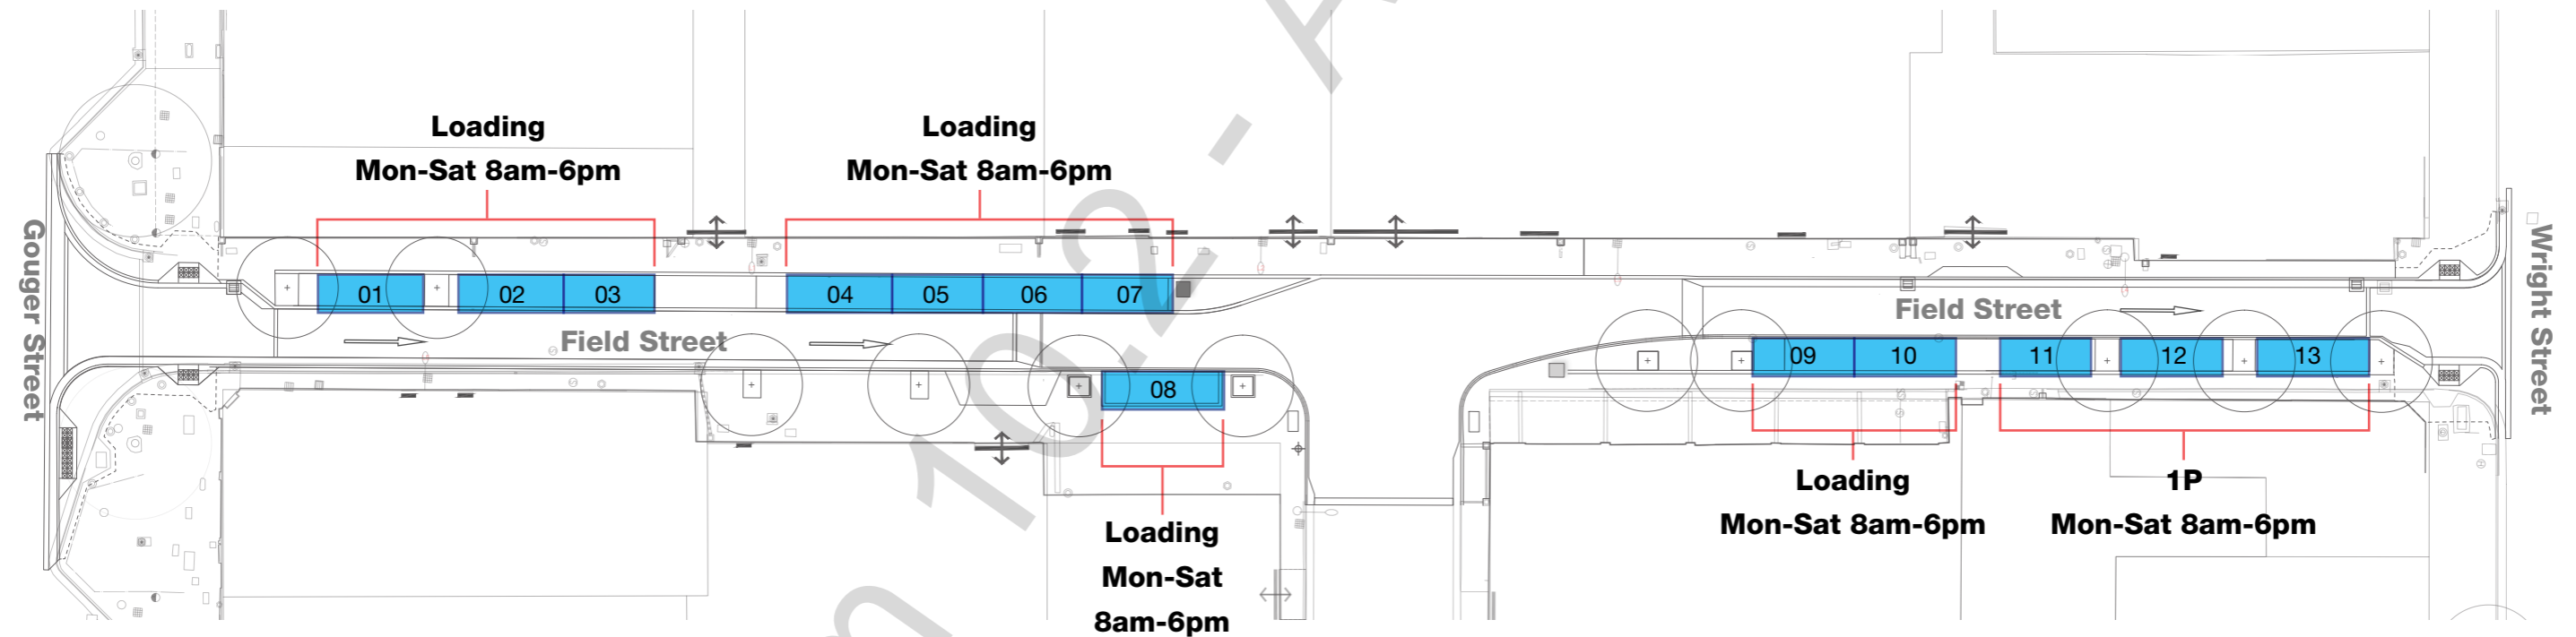 Loading
Mon-Sat 8am-6pm
Loading
Mon-Sat 8am-6pm
Gouger Street
01
02
03
04
05
06
07
Field Street
Field Street
Wright Street
08
09
10
11
12
13
Loading
Mon-Sat
8am-6pm
Loading
Mon-Sat 8am-6pm
1P
Mon-Sat 8am-6pm
10.2 - A